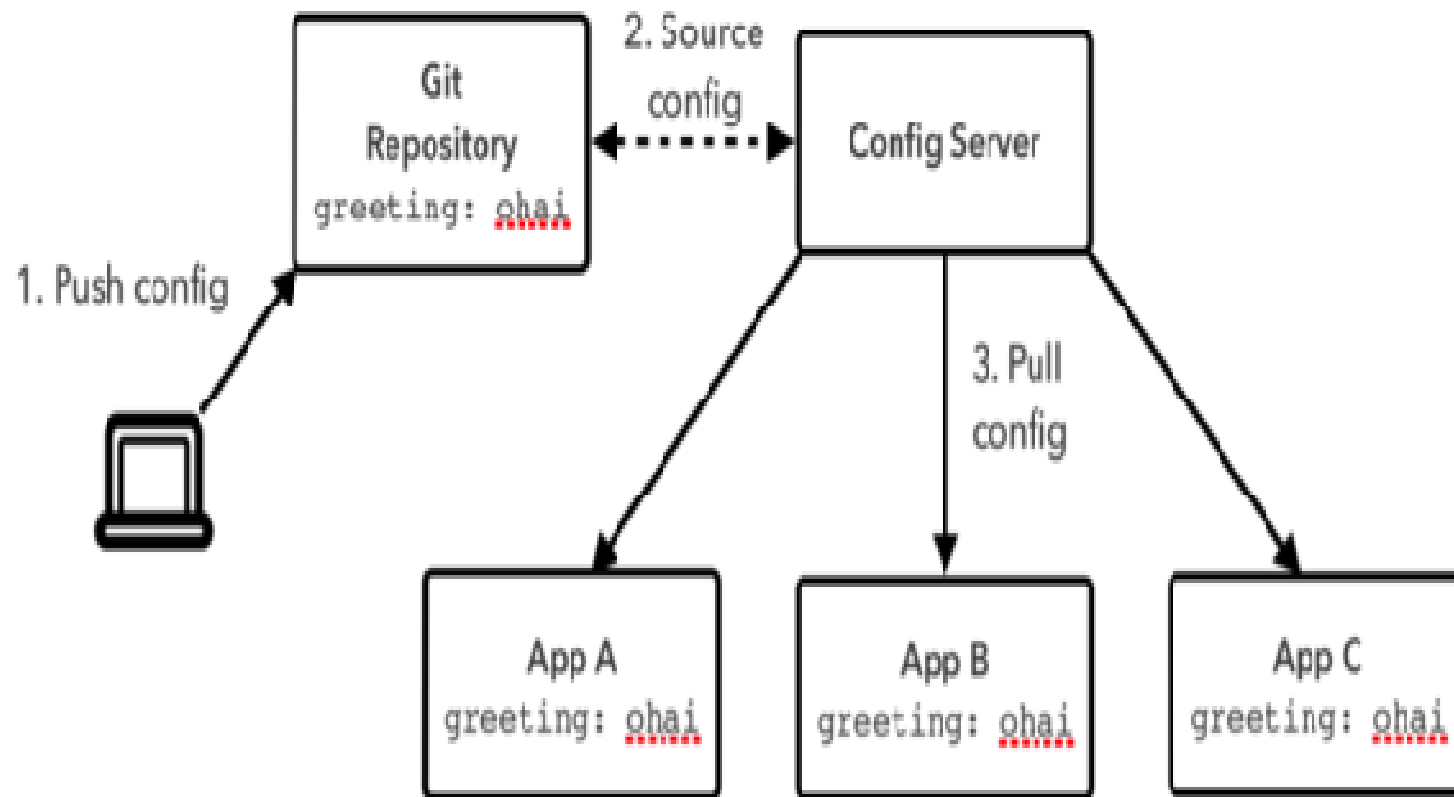 Git
Repository
greeting: ohai
2. Source
config
Config Server
1. Push config
3. Pull
config
App A
greeting: ohai
App B
greeting: ohai
App C
greeting: ohai